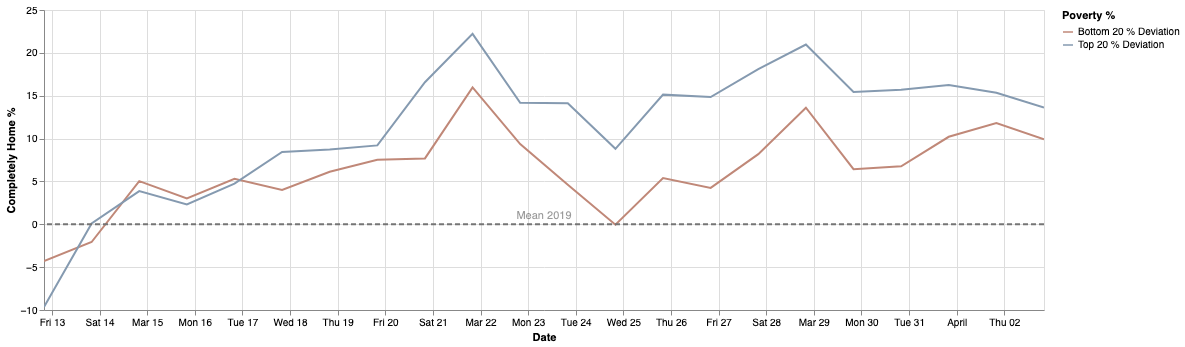 25
20
15
10
5
0
−5
−10
Completely Home %
Mean 2019
Fri 13 Sat 14 Mar 15 Mon 16 Tue 17 Wed 18 Thu 19 Fri 20 Sat 21 Mar 22 Mon 23 Tue 24 Wed 25 Thu 26 Fri 27 Sat 28 Mar 29 Mon 30 Tue 31 April Thu 02
Date
Poverty %
Bottom 20 % Deviation
Top 20 % Deviation